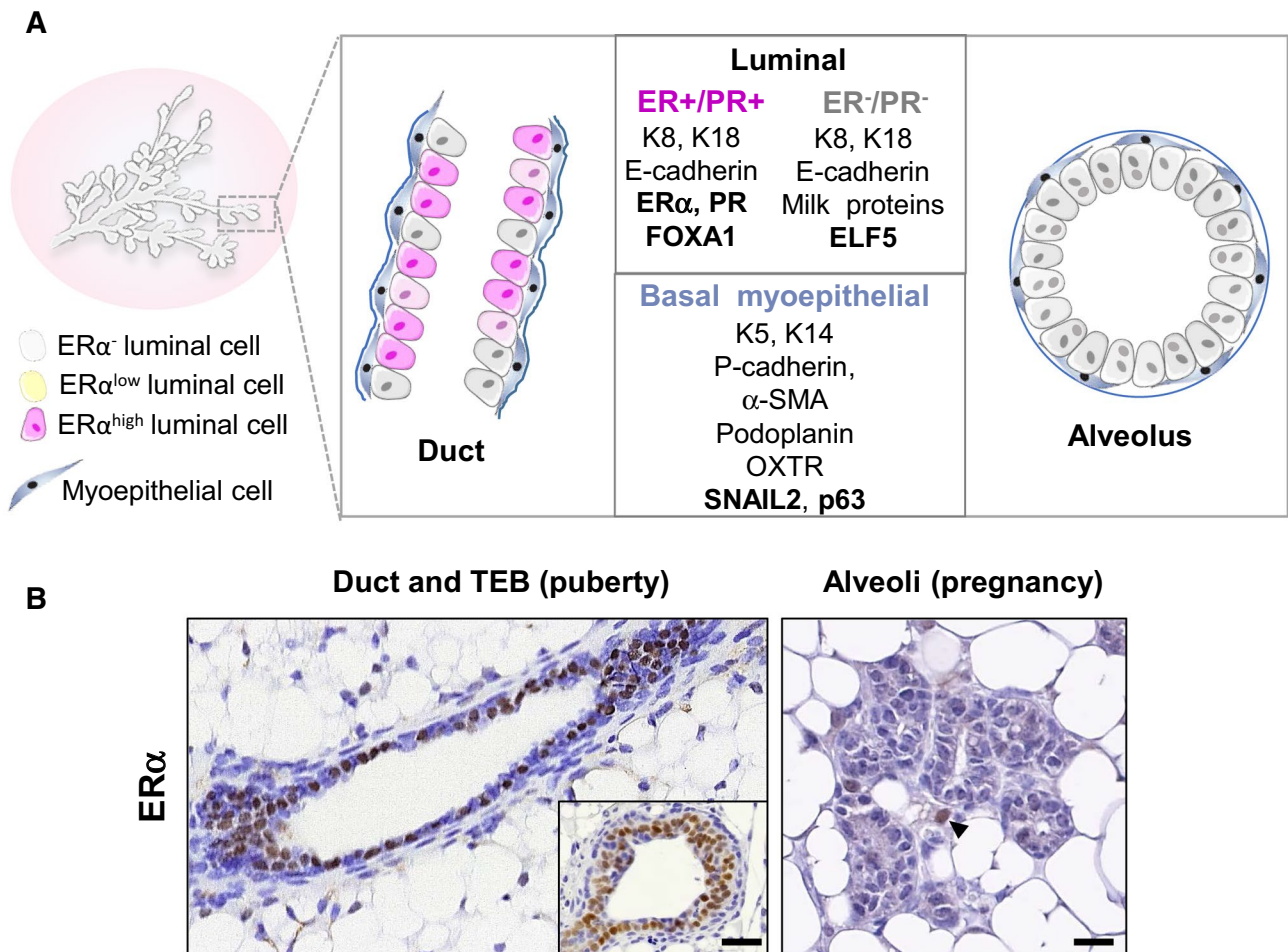 A
ERα⁻ luminal cell
ERαˡᵒʷ luminal cell
ERαʰⁱᵍʰ luminal cell
Myoepithelial cell
Duct
Luminal
ER+/PR+
K8, K18
E-cadherin
ERα, PR
FOXA1
ER⁻/PR⁻
K8, K18
E-cadherin
Milk proteins
ELF5
Basal myoepithelial
K5, K14
P-cadherin,
α-SMA
Podoplanin
OXTR
SNAIL2, p63
Alveolus
B
Duct and TEB (puberty)
Alveoli (pregnancy)
ERα